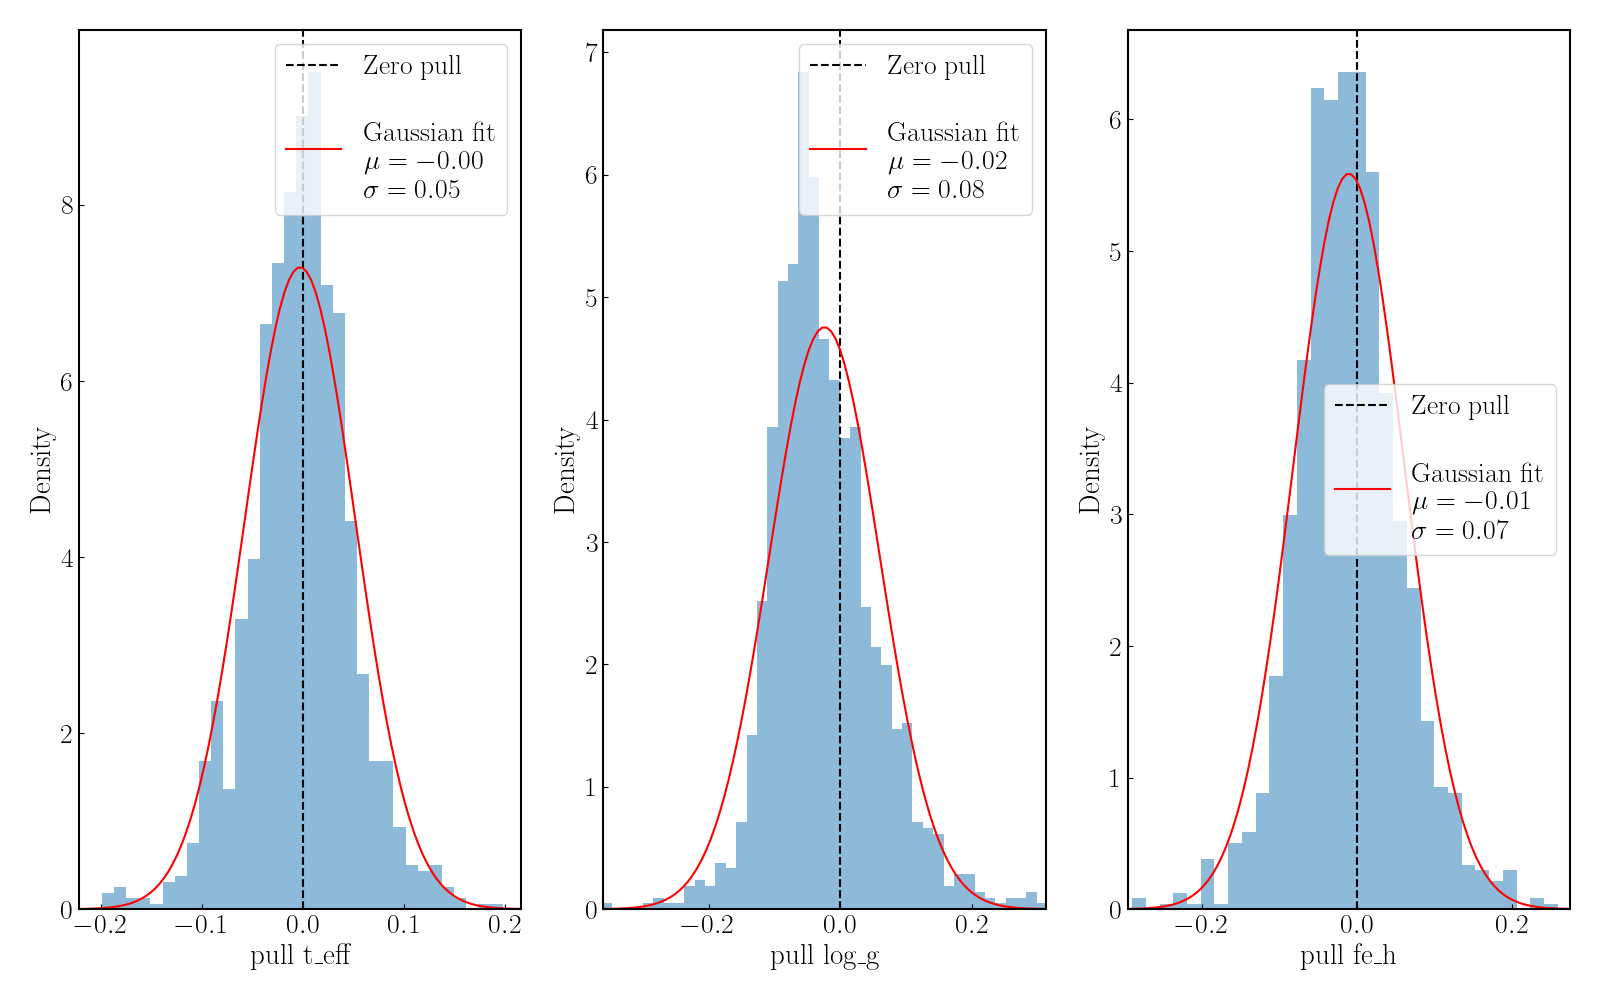 Density
8
6
4
2
0
−0.2
−0.1
0.0
0.1
0.2
pull t_eff
Zero pull
Gaussian fit
μ = −0.00
σ = 0.05
Density
7
6
5
4
3
2
1
0
−0.2
0.0
0.2
pull log_g
Zero pull
Gaussian fit
μ = −0.02
σ = 0.08
Density
6
5
4
3
2
1
0
−0.2
0.0
0.2
pull fe_h
Zero pull
Gaussian fit
μ = −0.01
σ = 0.07